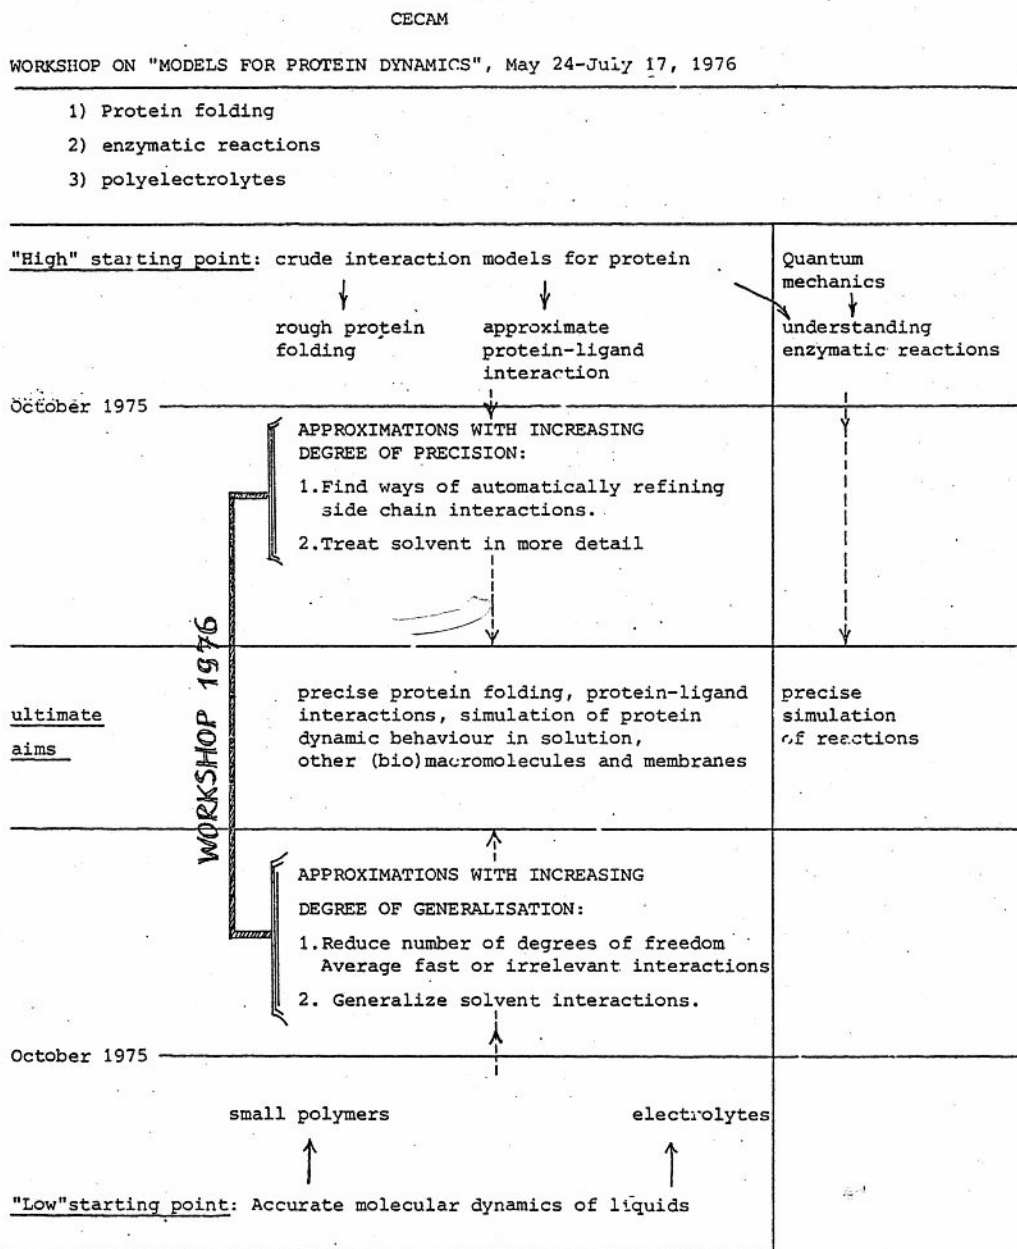 CECAM
WORKSHOP ON "MODELS FOR PROTEIN DYNAMICS", May 24-July 17, 1976
1) Protein folding
2) enzymatic reactions
3) polyelectrolytes
"High" starting point: crude interaction models for protein
Quantum
mechanics
rough protein
folding
approximate
protein-ligand
interaction
understanding
enzymatic reactions
October 1975
APPROXIMATIONS WITH INCREASING
DEGREE OF PRECISION:
1.Find ways of automatically refining
side chain interactions.
2.Treat solvent in more detail
WORKSHOP 1976
ultimate
aims
precise protein folding, protein-ligand
interactions, simulation of protein
dynamic behaviour in solution,
other (bio)macromolecules and membranes
precise
simulation
of reactions
APPROXIMATIONS WITH INCREASING
DEGREE OF GENERALISATION:
1.Reduce number of degrees of freedom
Average fast or irrelevant interactions
2. Generalize solvent interactions.
October 1975
small polymers
electrolytes
"Low"starting point: Accurate molecular dynamics of liquids